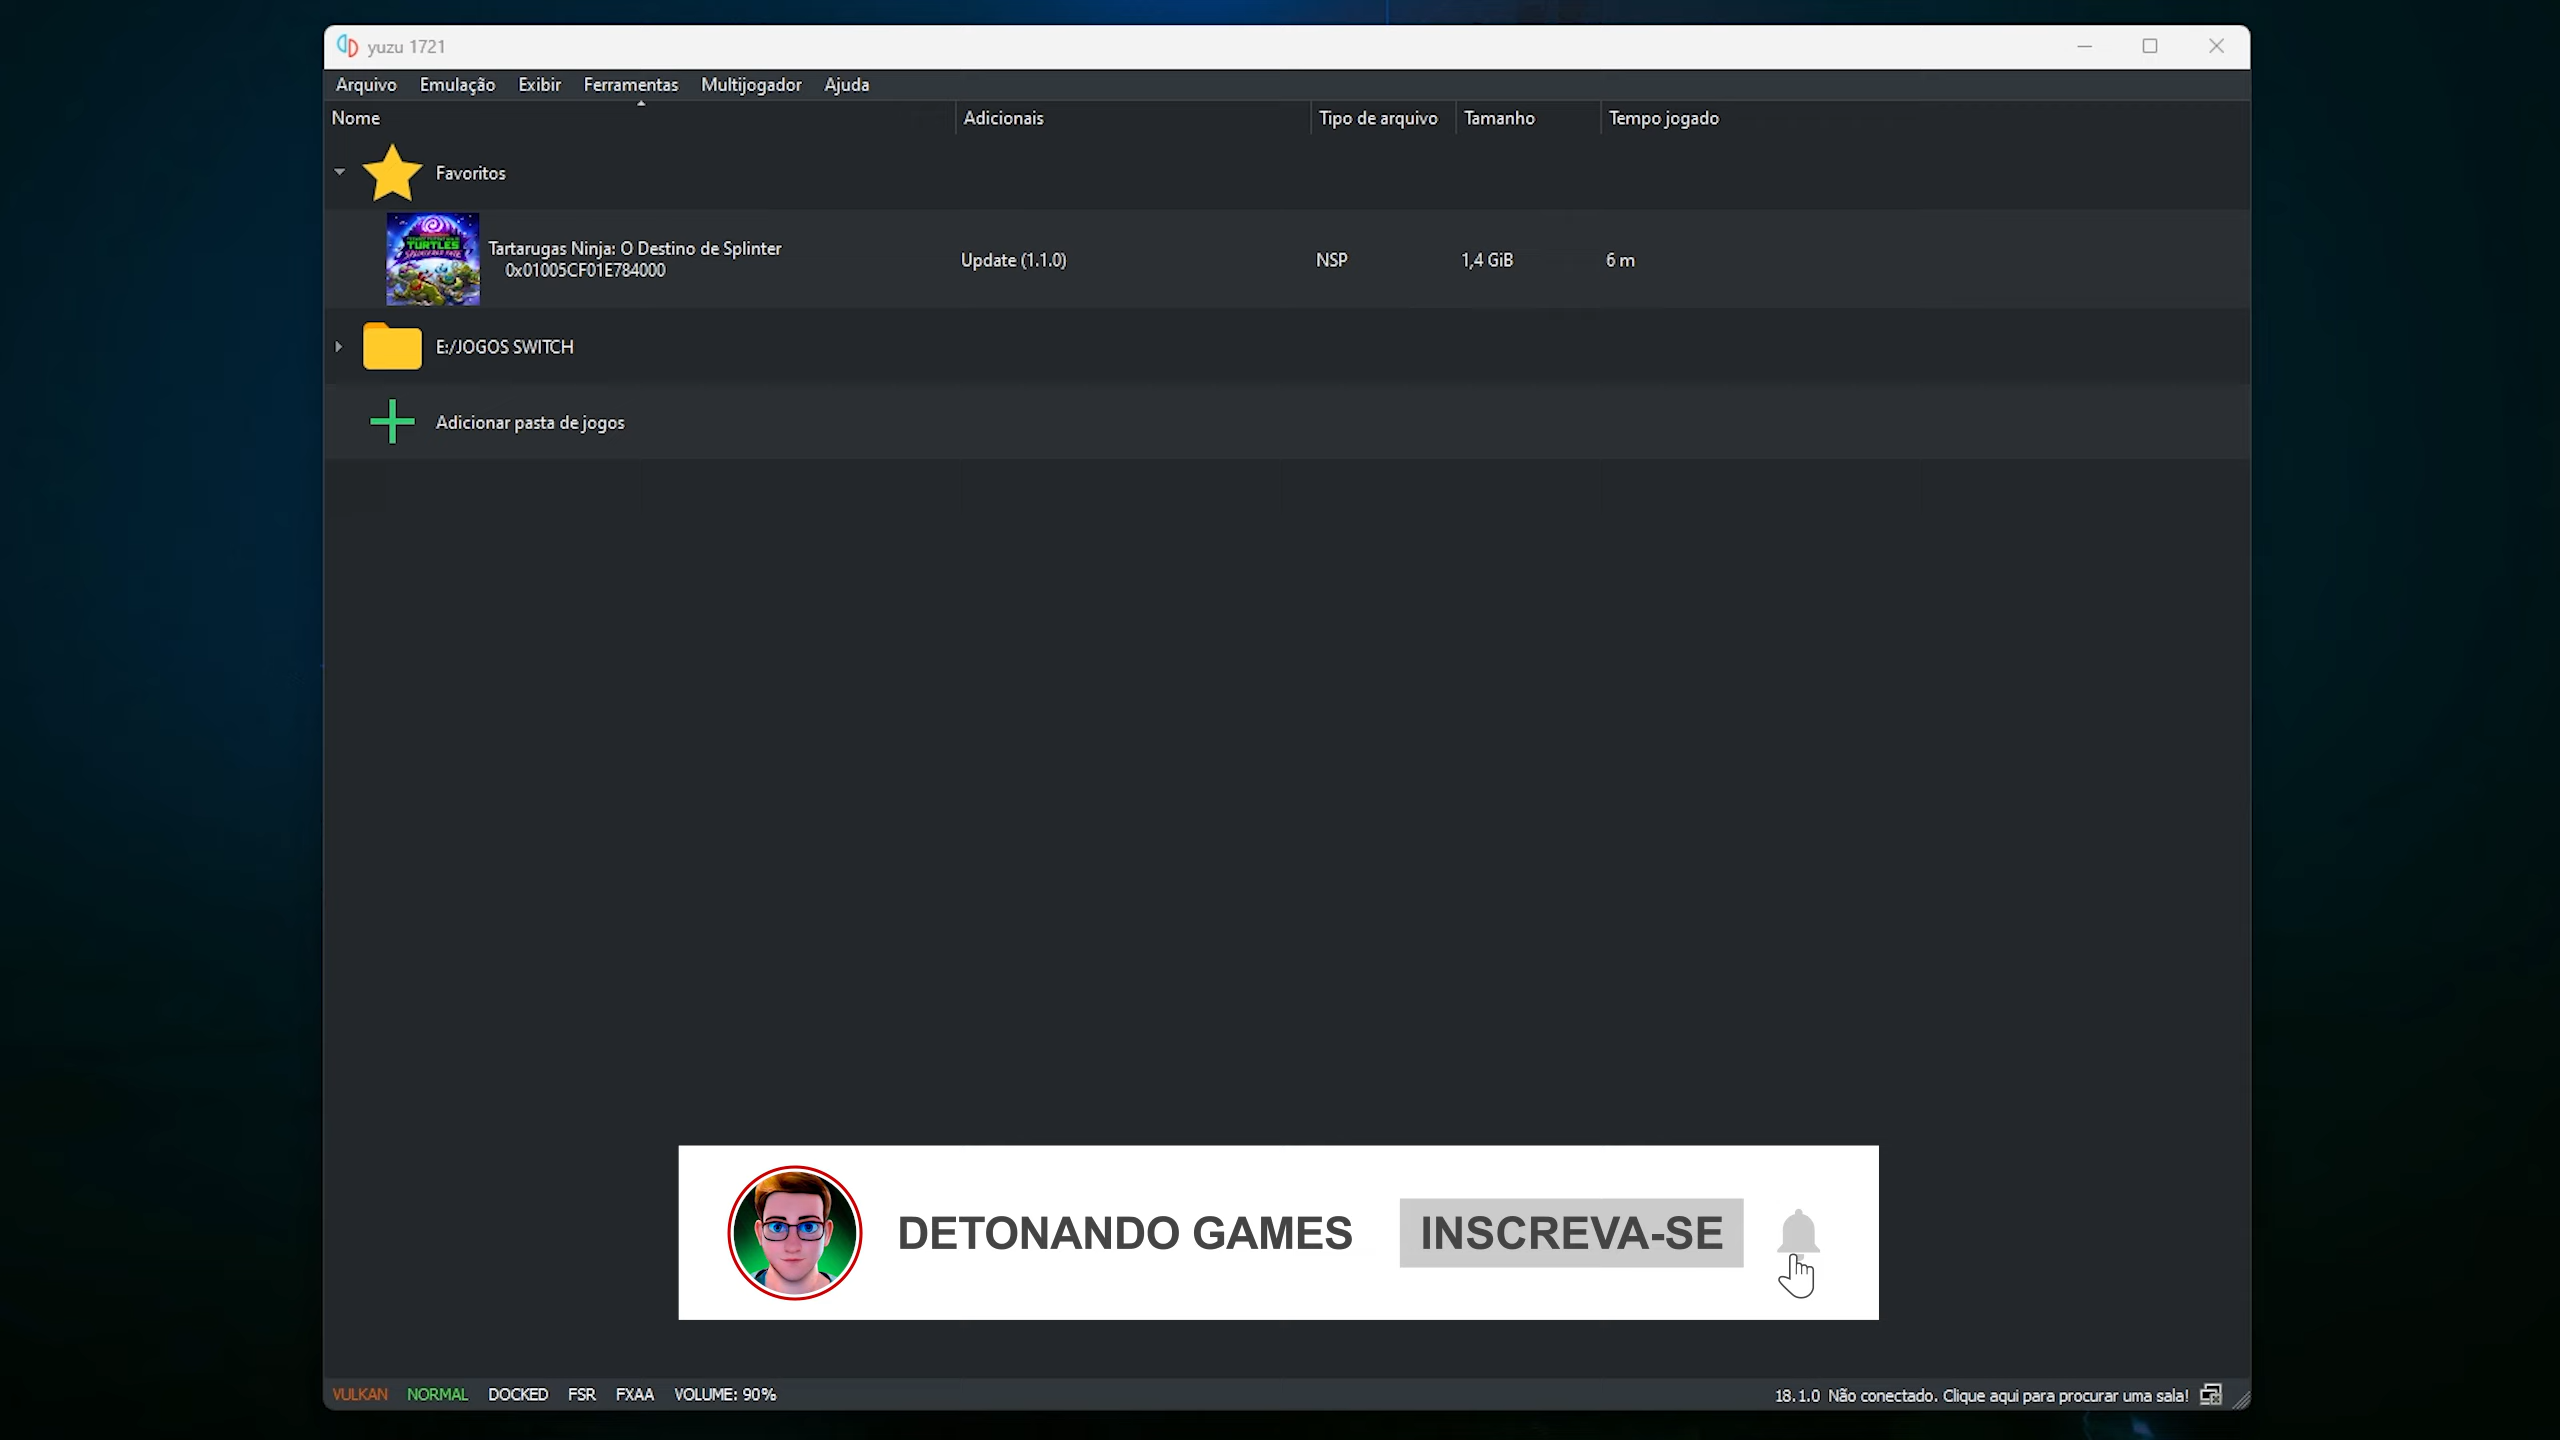 yuzu 1721
Arquivo Emulação Exibir Ferramentas Multijogador Ajuda
Nome Adicionais Tipo de arquivo Tamanho Tempo jogado
Favoritos
TURTLES
SPLINTERED FATE
Tartarugas Ninja: O Destino de Splinter
0x01005CF01E784000
Update (1.1.0) NSP 1,4 GiB 6 m
E:/JOGOS SWITCH
Adicionar pasta de jogos
DETONANDO GAMES INSCREVA-SE
VULKAN NORMAL DOCKED FSR FXAA VOLUME: 90% 18.1.0 Não conectado. Clique aqui para procurar uma sala!